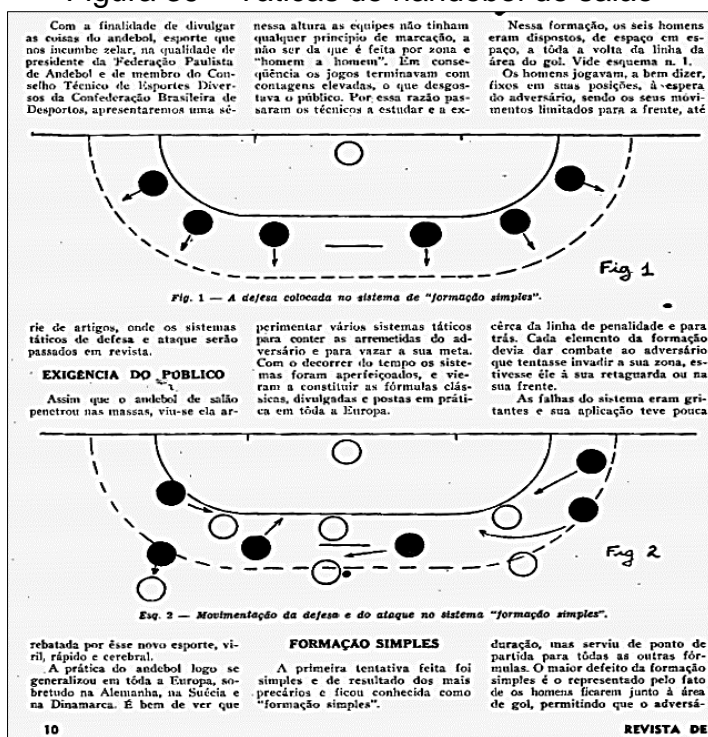 Figura – Táticas do handebol de salão
Com a finalidade de divulgar
as coisas do andebol, esporte que
nos incumbe zelar, na qualidade de
presidente da Federação Paulista
de Andebol e de membro do Con-
selho Técnico de Esportes Diver-
sos da Confederação Brasileira de
Desportos, apresentaremos uma sé-
rie de artigos, onde os sistemas
táticos de defesa e ataque serão
passados em revista.
EXIGÊNCIA DO PÚBLICO
Assim que o andebol de salão
penetrou nas massas, viu-se ela ar-
rebatada por êsse novo esporte, vi-
ril, rápido e cerebral.
A prática do andebol logo se
generalizou em tôda a Europa, so-
bretudo na Alemanha, na Suécia e
na Dinamarca. É bem de ver que
nessa altura as equipes não tinham
qualquer principio de marcação, a
não ser da que é feita por zona e
"homem a homem". Em conse-
qüência os jogos terminavam com
contagens elevadas, o que desgos-
tava o público. Por essa razão pas-
saram os técnicos a estudar e a ex-
perimentar vários sistemas táticos
para conter as arremetidas do ad-
versário e para vazar a sua meta.
Com o decorrer do tempo os siste-
mas foram aperfeiçoados, e vie-
ram a constituir as fórmulas clás-
sicas, divulgadas e postas em práti-
ca em tôda a Europa.
FORMAÇÃO SIMPLES
A primeira tentativa feita foi
simples e de resultado dos mais
precários e ficou conhecida como
"formação simples".
Nessa formação, os seis homens
eram dispostos, de espaço em es-
paço, a tôda a volta da linha da
área do gol. Vide esquema n. 1.
Os homens jogavam, a bem dizer,
fixos em suas posições, à espera
do adversário, sendo os seus movi-
mentos limitados para a frente, até
cêrca da linha de penalidade e para
trás. Cada elemento da formação
devia dar combate ao adversário
que tentasse invadir a sua zona, es-
tivesse êle à sua retaguarda ou na
sua frente.
As falhas do sistema eram gri-
tantes e sua aplicação teve pouca
duração, mas serviu de ponto de
partida para tôdas as outras fór-
mulas. O maior defeito da formação
simples é o representado pelo fato
de os homens ficarem junto à área
de gol, permitindo que o adversá-
Fig 1
Fig. 1 — A defesa colocada no sistema de "formação simples".
Fig 2
Esq. 2 — Movimentação da defesa e do ataque no sistema "formação simples".
10
REVISTA DE